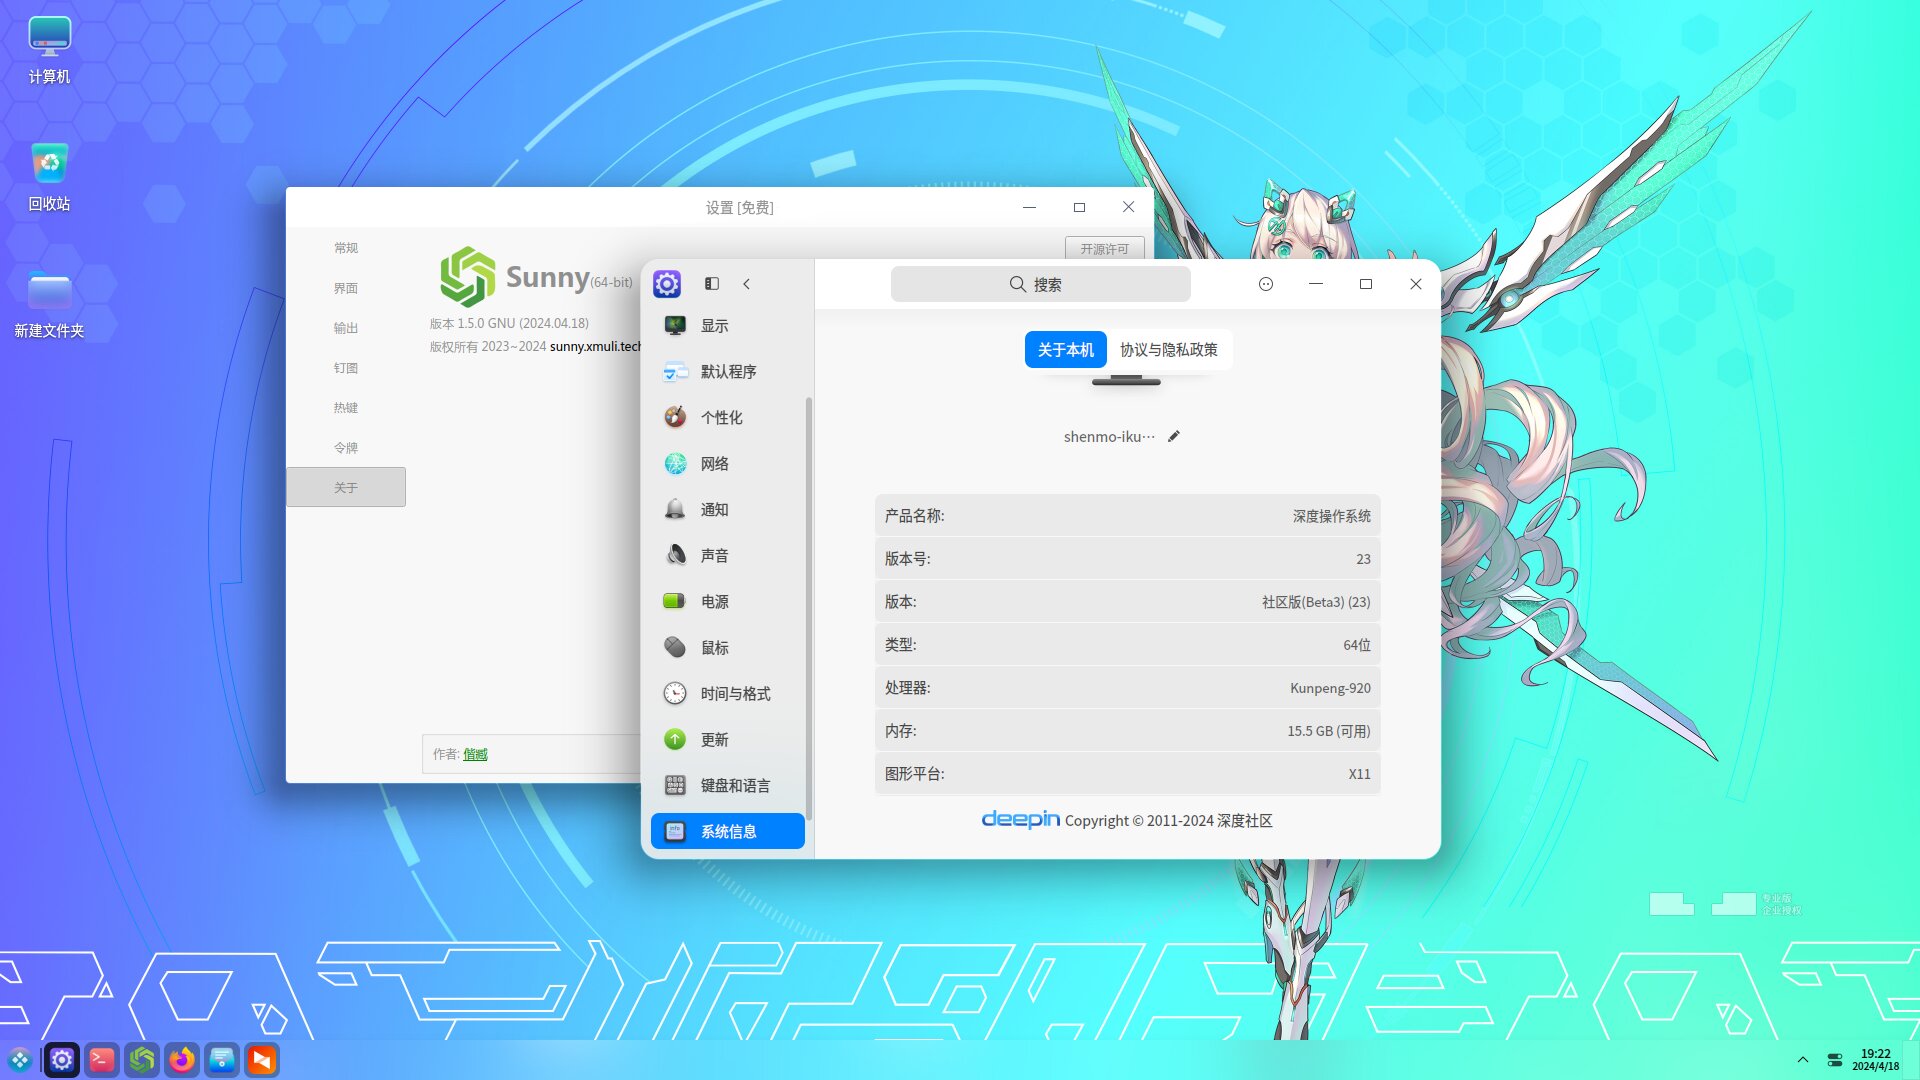 计算机
回收站
新建文件夹
设置 [免费]
常规
界面
输出
钉图
热键
令牌
关于
Sunny(64-bit)
开源许可
版本 1.5.0 GNU (2024.04.18)
版权所有 2023~2024 sunny.xmuli.tech
作者: 偕臧
搜索
显示
默认程序
个性化
网络
通知
声音
电源
鼠标
时间与格式
更新
键盘和语言
系统信息
关于本机
协议与隐私政策
shenmo-iku…
产品名称: 深度操作系统
版本号: 23
版本: 社区版(Beta3) (23)
类型: 64位
处理器: Kunpeng-920
内存: 15.5 GB (可用)
图形平台: X11
deepin Copyright © 2011-2024 深度社区
专业版
企业授权
19:22
2024/4/18